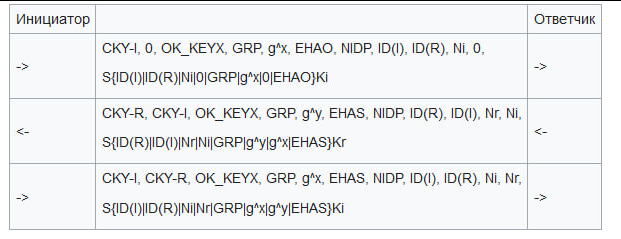 Инициатор Ответчик
-> CKY-I, 0, OK_KEYX, GRP, g^x, EHAO, NIDP, ID(I), ID(R), Ni, 0, ->
S{ID(I)|ID(R)|Ni|0|GRP|g^x|0|EHAO}Ki
<- CKY-R, CKY-I, OK_KEYX, GRP, g^y, EHAS, NIDP, ID(R), ID(I), Nr, Ni, <-
S{ID(R)|ID(I)|Nr|Ni|GRP|g^y|g^x|EHAS}Kr
-> CKY-I, CKY-R, OK_KEYX, GRP, g^x, EHAS, NIDP, ID(I), ID(R), Ni, Nr, ->
S{ID(I)|ID(R)|Ni|Nr|GRP|g^x|g^y|EHAS}Ki